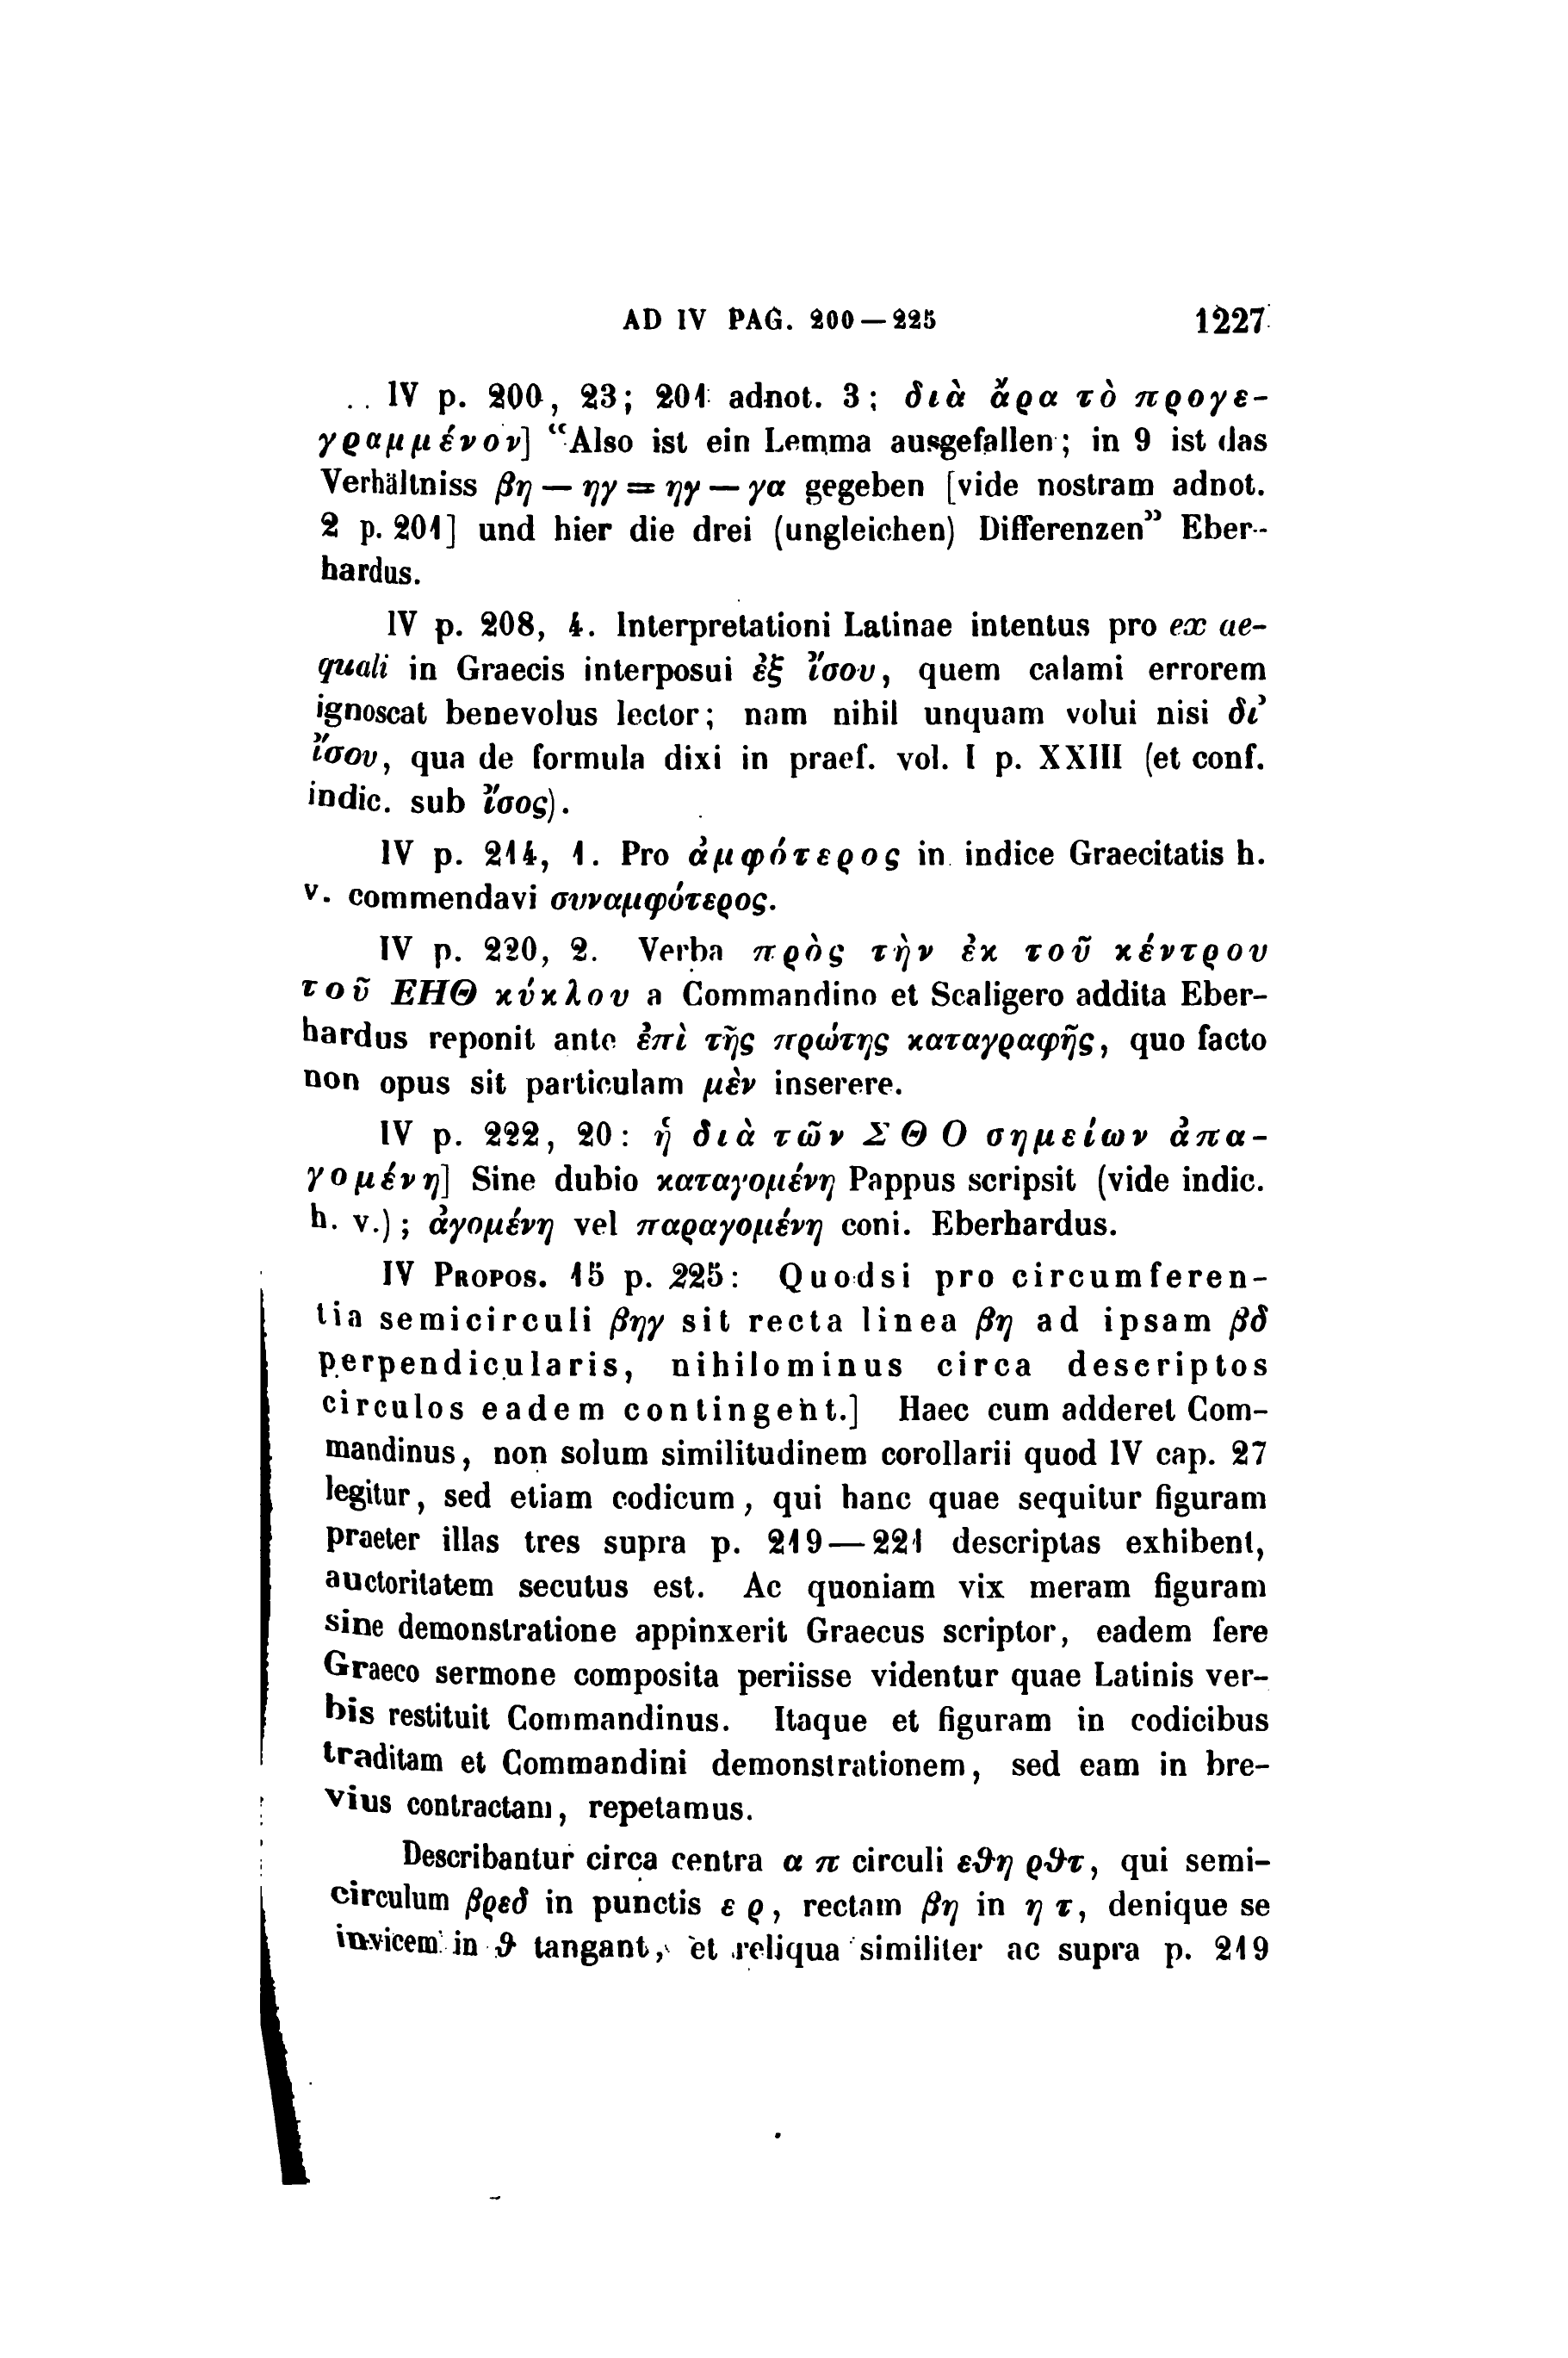 AD IV PAG. 200—225 1227
IV p. 200, 23; 201 adnot. 3; διὰ ἄρα τὸ προγε-
γραμμένον] “Also ist ein Lemma ausgefallen; in 9 ist das
Verhältniss βη — ηγ = ηγ — γα gegeben [vide nostram adnot.
2 p. 201] und hier die drei (ungleichen) Differenzen” Eber-
hardus.
IV p. 208, 4. Interpretationi Latinae intentus pro ex ae-
quali in Graecis interposui ἐξ ἴσου, quem calami errorem
ignoscat benevolus lector; nam nihil unquam volui nisi δι’
ἴσου, qua de formula dixi in praef. vol. I p. XXIII (et conf.
indic. sub ἴσος).
IV p. 214, 1. Pro ἀμφότερος in indice Graecitatis h.
v. commendavi συναμφότερος.
IV p. 220, 2. Verba πρὸς τὴν ἐκ τοῦ κέντρου
τοῦ ΕΗΘ κύκλου a Commandino et Scaligero addita Eber-
hardus reponit ante ἐπὶ τῆς πρώτης καταγραφῆς, quo facto
non opus sit particulam μὲν inserere.
IV p. 222, 20: ἡ διὰ τῶν Σ Θ Ο σημείων ἀπα-
γομένη] Sine dubio καταγομένη Pappus scripsit (vide indic.
h. v.); ἀγομένη vel παραγομένη coni. Eberhardus.
IV PROPOS. 15 p. 225: Quodsi pro circumferen-
tia semicirculi βηγ sit recta linea βη ad ipsam βδ
perpendicularis, nihilominus circa descriptos
circulos eadem contingent.] Haec cum adderet Com-
mandinus, non solum similitudinem corollarii quod IV cap. 27
legitur, sed etiam codicum, qui hanc quae sequitur figuram
praeter illas tres supra p. 219—221 descriptas exhibent,
auctoritatem secutus est. Ac quoniam vix meram figuram
sine demonstratione appinxerit Graecus scriptor, eadem fere
Graeco sermone composita periisse videntur quae Latinis ver-
bis restituit Commandinus. Itaque et figuram in codicibus
traditam et Commandini demonstrationem, sed eam in bre-
vius contractam, repetamus.
Describantur circa centra α π circuli εϑη ρϑτ, qui semi-
circulum βρεδ in punctis ε ρ, rectam βη in η τ, denique se
invicem in ϑ tangant, et reliqua similiter ac supra p. 219